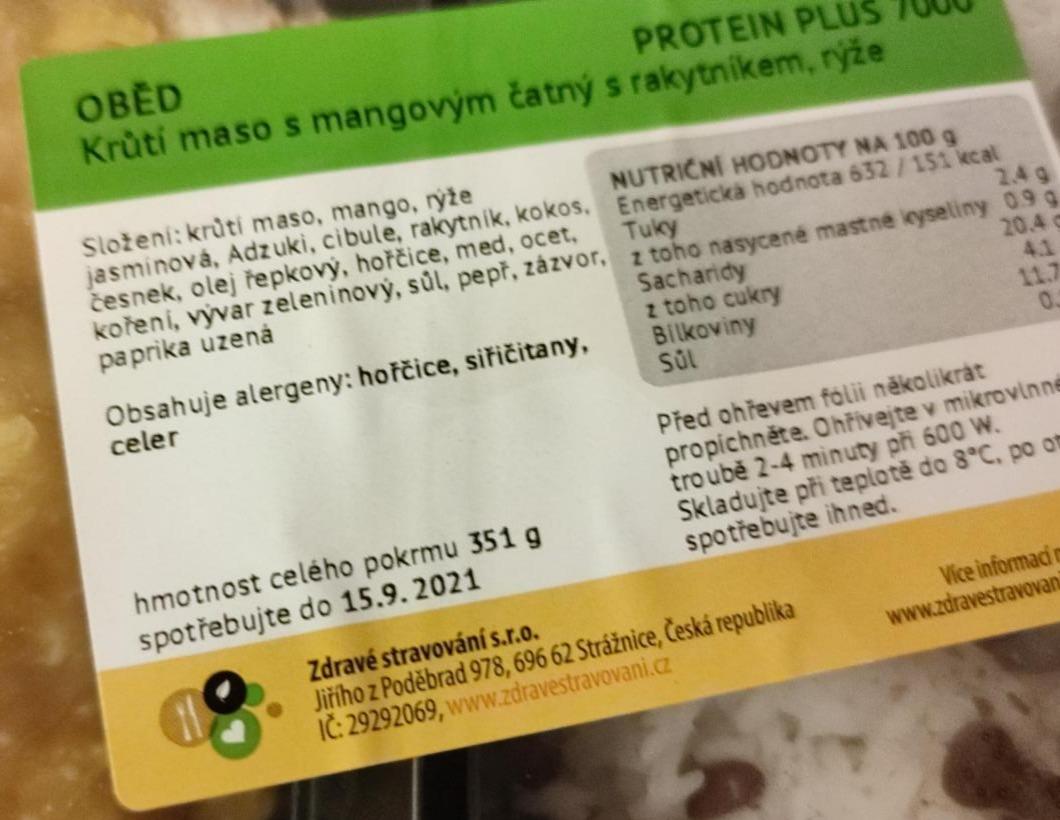 PROTEIN PLUS 7000
OBĚD
Krůtí maso s mangovým čatný s rakytníkem, rýže
Složení: krůtí maso, mango, rýže
jasmínová, Adzuki, cibule, rakytník, kokos,
česnek, olej řepkový, hořčice, med, ocet,
koření, vývar zeleninový, sůl, pepř, zázvor,
paprika uzená
Obsahuje alergeny: hořčice, siřičitany,
celer
hmotnost celého pokrmu 351 g
spotřebujte do 15.9. 2021
NUTRIČNÍ HODNOTY NA 100 g
Energetická hodnota 632 / 151 kcal
Tuky 2.4 g
z toho nasycené mastné kyseliny 0.9 g
Sacharidy 20.4
z toho cukry 4.1
Bílkoviny 11.7
Sůl 0.
Před ohřevem fólii několikrát
propíchněte. Ohřívejte v mikrovlnné
troubě 2-4 minuty při 600 W.
Skladujte při teplotě do 8°C, po
spotřebujte ihned.
Zdravé stravování s.r.o.
Jiřího z Poděbrad 978, 696 62 Strážnice, Česká republika
IČ: 29292069, www.zdravestravovani.cz
Více informací
www.zdravestravovan